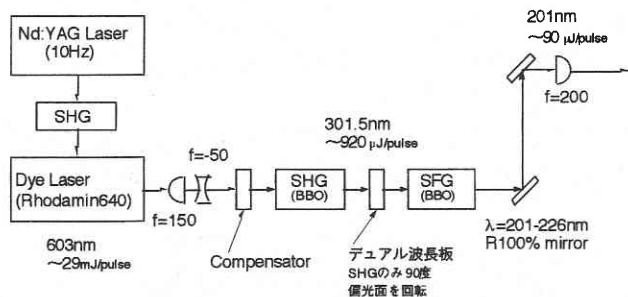 Nd:YAG Laser
(10Hz)
SHG
Dye Laser
(Rhodamin640)
603nm
~29mJ/pulse
f=150
f=-50
Compensator
SHG
(BBO)
301.5nm
~920μJ/pulse
デュアル波長板
SHGのみ90度
偏光面を回転
SFG
(BBO)
λ=201-226nm
R100% mirror
201nm
~90 μJ/pulse
f=200